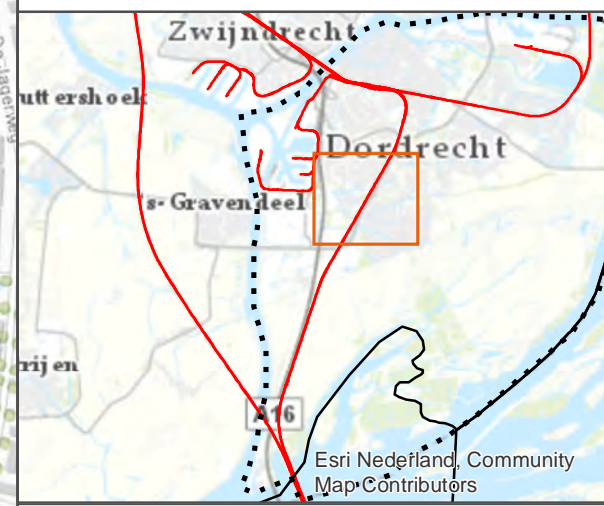 Zwijndrecht
uttershoek
Dordrecht
's-Gravendeel
rijen
A16
Esri Nederland, Community
Map Contributors